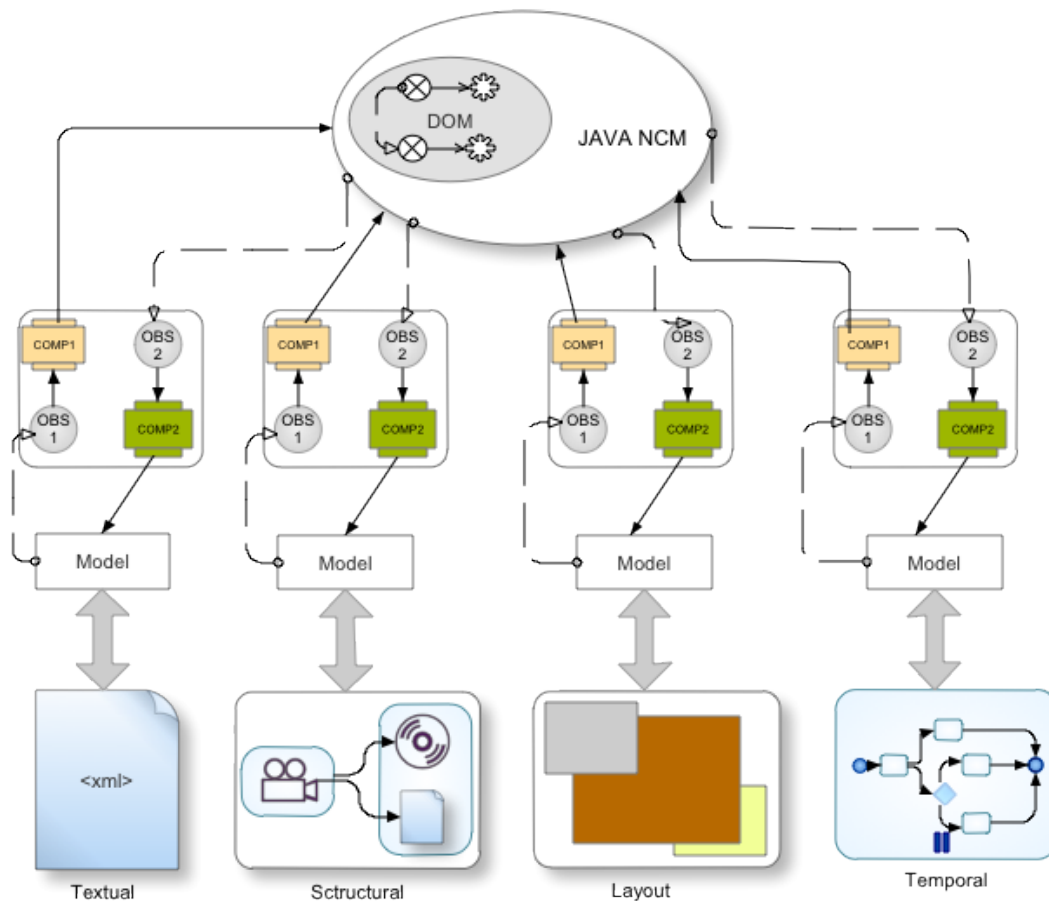 DOM
JAVA NCM
COMP1
OBS
2
OBS
1
COMP2
COMP1
OBS
2
OBS
1
COMP2
COMP1
OBS
2
OBS
1
COMP2
COMP1
OBS
2
OBS
1
COMP2
Model
Model
Model
Model
<xml>
Textual
Sctructural
Layout
Temporal